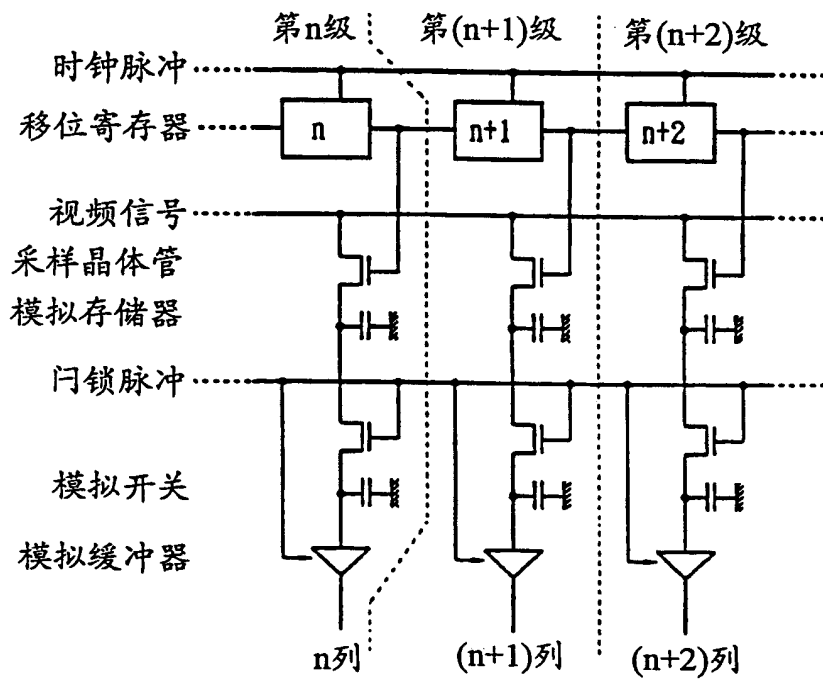 第n级 第(n+1)级 第(n+2)级
时钟脉冲
移位寄存器 n n+1 n+2
视频信号
采样晶体管
模拟存储器
闩锁脉冲
模拟开关
模拟缓冲器
n列 (n+1)列 (n+2)列